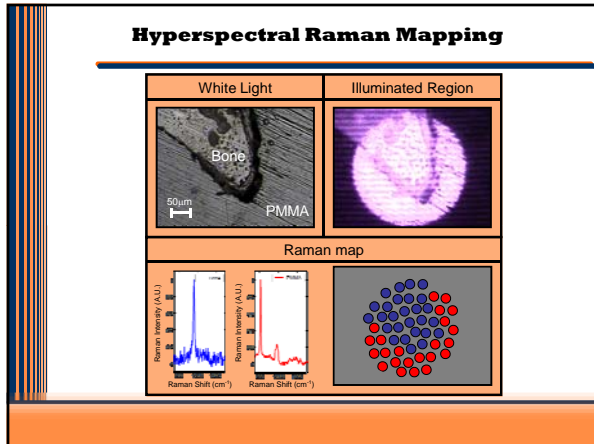 Hyperspectral Raman Mapping
White Light
Illuminated Region
Bone
50µm
PMMA
Raman map
Raman Intensity (A.U.)
Raman Shift (cm-1)
Raman Intensity (A.U.)
Raman Shift (cm-1)